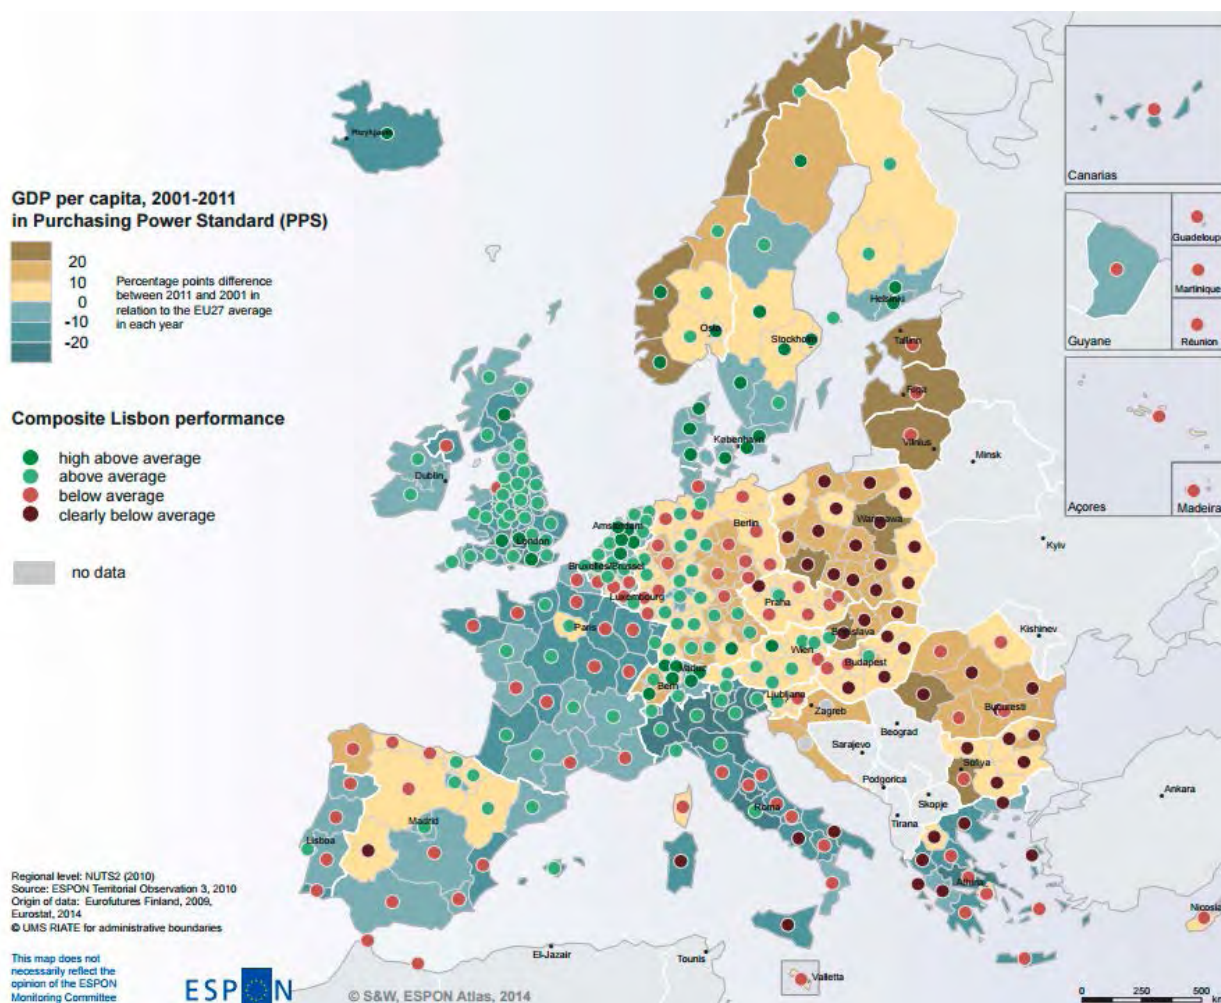 GDP per capita, 2001-2011
in Purchasing Power Standard (PPS)
20
10
0
-10
-20
Percentage points difference
between 2011 and 2001 in
relation to the EU27 average
in each year
Composite Lisbon performance
high above average
above average
below average
clearly below average
no data
Reykjavik
Canarias
Guyane
Guadeloupe
Martinique
Réunion
Açores
Madeira
Helsinki
Oslo
Stockholm
Tallinn
Riga
Vilnius
Minsk
København
Dublin
London
Amsterdam
Berlin
Warszawa
Kyiv
Bruxelles/Brussel
Luxembourg
Praha
Paris
Bratislava
Kishinev
Wien
Budapest
Vaduz
Bern
Ljubljana
Zagreb
Bucuresti
Beograd
Sarajevo
Sofiya
Podgorica
Skopje
Ankara
Roma
Tirana
Madrid
Lisboa
Athina
Nicosia
El-Jazair
Tounis
Valletta
Regional level: NUTS2 (2010)
Source: ESPON Territorial Observation 3, 2010
Origin of data: Eurofutures Finland, 2009,
Eurostat, 2014
© UMS RIATE for administrative boundaries
This map does not
necessarily reflect the
opinion of the ESPON
Monitoring Committee
ESPON
© S&W, ESPON Atlas, 2014
0 250 500